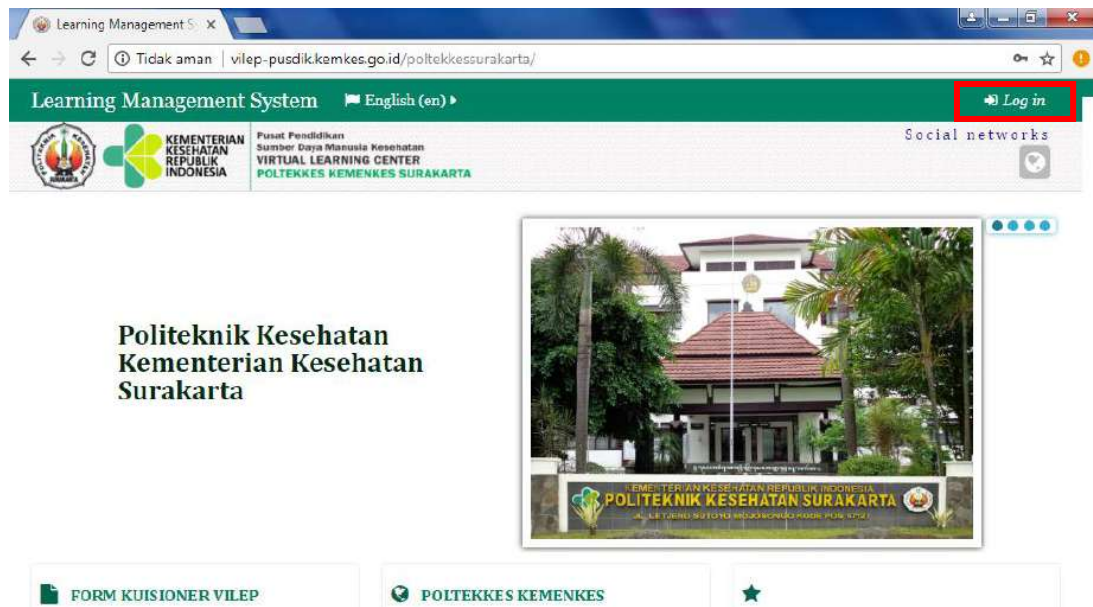 Learning Management S
Tidak aman | vilep-pusdik.kemkes.go.id/poltekkessurakarta/
Learning Management System English (en)
Log in
KEMENTERIAN
KESEHATAN
REPUBLIK
INDONESIA
Pusat Pendidikan
Sumber Daya Manusia Kesehatan
VIRTUAL LEARNING CENTER
POLTEKKES KEMENKES SURAKARTA
Social networks
Politeknik Kesehatan
Kementerian Kesehatan
Surakarta
KEMENTERIAN KESEHATAN REPUBLIK INDONESIA
POLITEKNIK KESEHATAN SURAKARTA
FORM KUISIONER VILEP
POLTEKKES KEMENKES